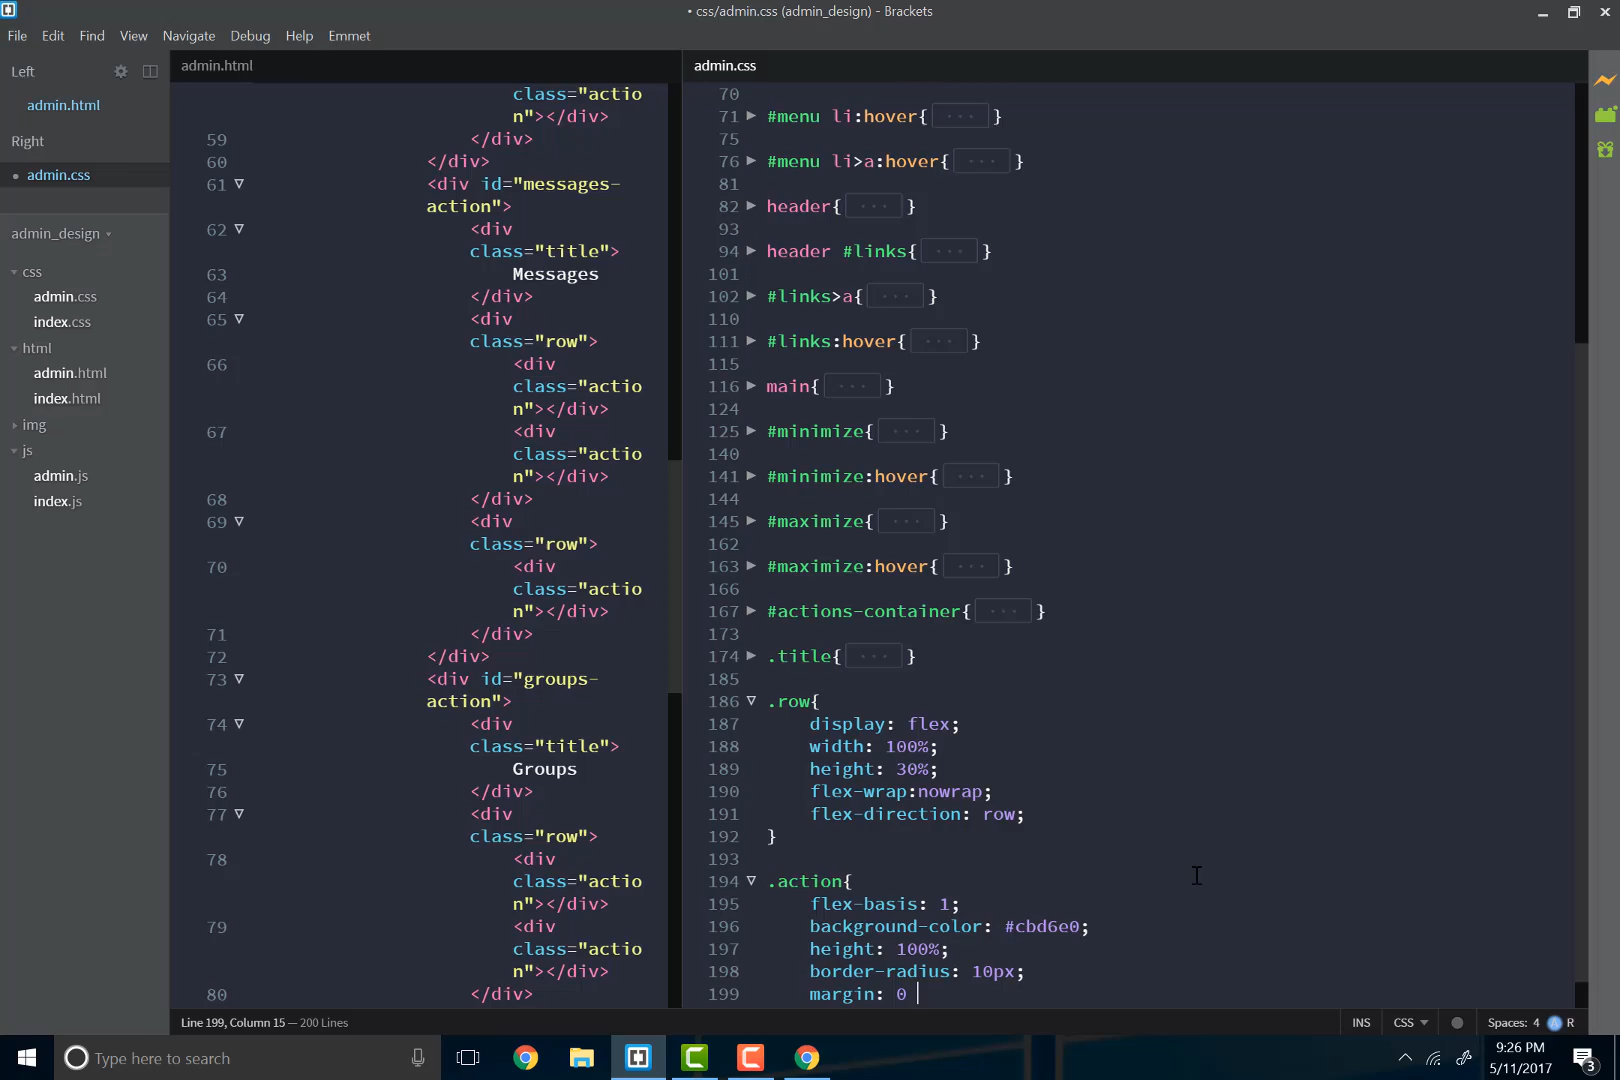 • css/admin.css (admin_design) - Brackets
File Edit Find View Navigate Debug Help Emmet
Left
admin.html
Right
• admin.css
admin_design
css
admin.css
index.css
html
admin.html
index.html
img
js
admin.js
index.js
admin.html
class="actio
n"></div>
59 </div>
60 </div>
61 <div id="messages-
action">
62 <div
class="title">
63 Messages
64 </div>
65 <div
class="row">
66 <div
class="actio
n"></div>
67 <div
class="actio
n"></div>
68 </div>
69 <div
class="row">
70 <div
class="actio
n"></div>
71 </div>
72 </div>
73 <div id="groups-
action">
74 <div
class="title">
75 Groups
76 </div>
77 <div
class="row">
78 <div
class="actio
n"></div>
79 <div
class="actio
n"></div>
80 </div>
admin.css
70
71 #menu li:hover{ ··· }
75
76 #menu li>a:hover{ ··· }
81
82 header{ ··· }
93
94 header #links{ ··· }
101
102 #links>a{ ··· }
110
111 #links:hover{ ··· }
115
116 main{ ··· }
124
125 #minimize{ ··· }
140
141 #minimize:hover{ ··· }
144
145 #maximize{ ··· }
162
163 #maximize:hover{ ··· }
166
167 #actions-container{ ··· }
173
174 .title{ ··· }
185
186 .row{
187 display: flex;
188 width: 100%;
189 height: 30%;
190 flex-wrap:nowrap;
191 flex-direction: row;
192 }
193
194 .action{
195 flex-basis: 1;
196 background-color: #cbd6e0;
197 height: 100%;
198 border-radius: 10px;
199 margin: 0
Line 199, Column 15 — 200 Lines
INS CSS Spaces: 4 R
Type here to search
9:26 PM
5/11/2017
3